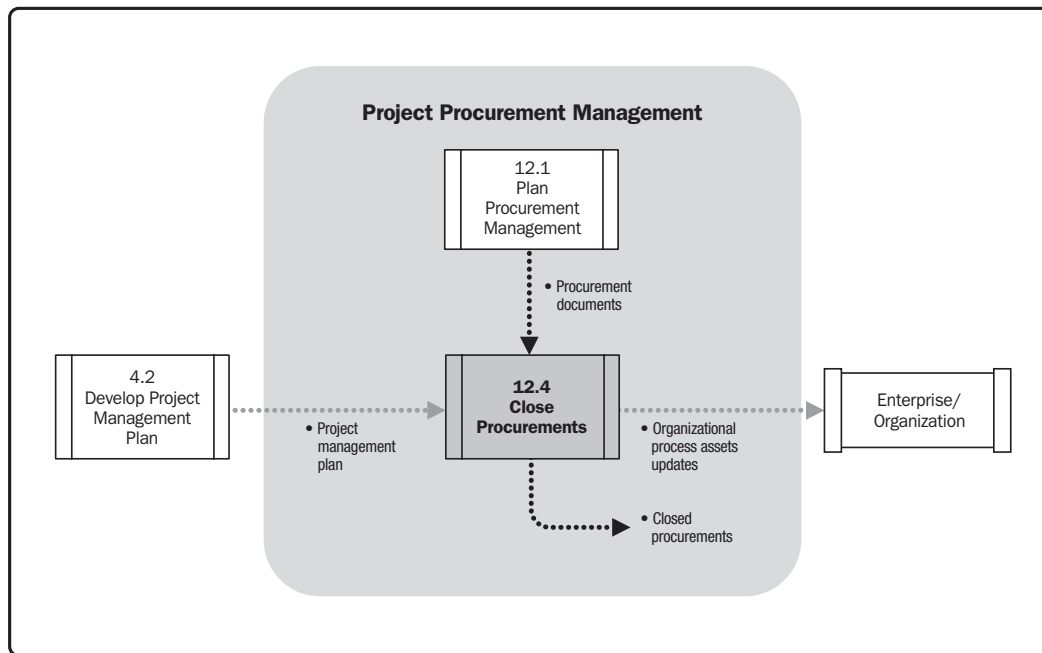 Project Procurement Management
12.1
Plan
Procurement
Management
• Procurement
documents
4.2
Develop Project
Management
Plan
• Project
management
plan
12.4
Close
Procurements
• Organizational
process assets
updates
Enterprise/
Organization
• Closed
procurements